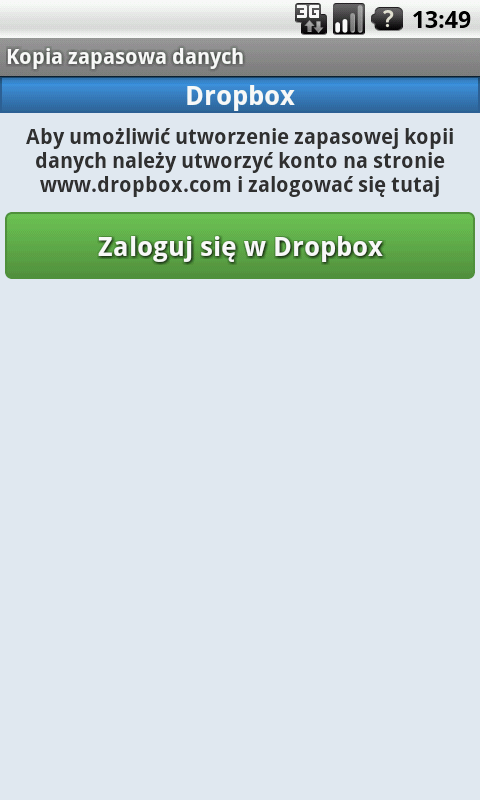 3G
?
13:49
Kopia zapasowa danych
Dropbox
Aby umożliwić utworzenie zapasowej kopii
danych należy utworzyć konto na stronie
www.dropbox.com i zalogować się tutaj
Zaloguj się w Dropbox